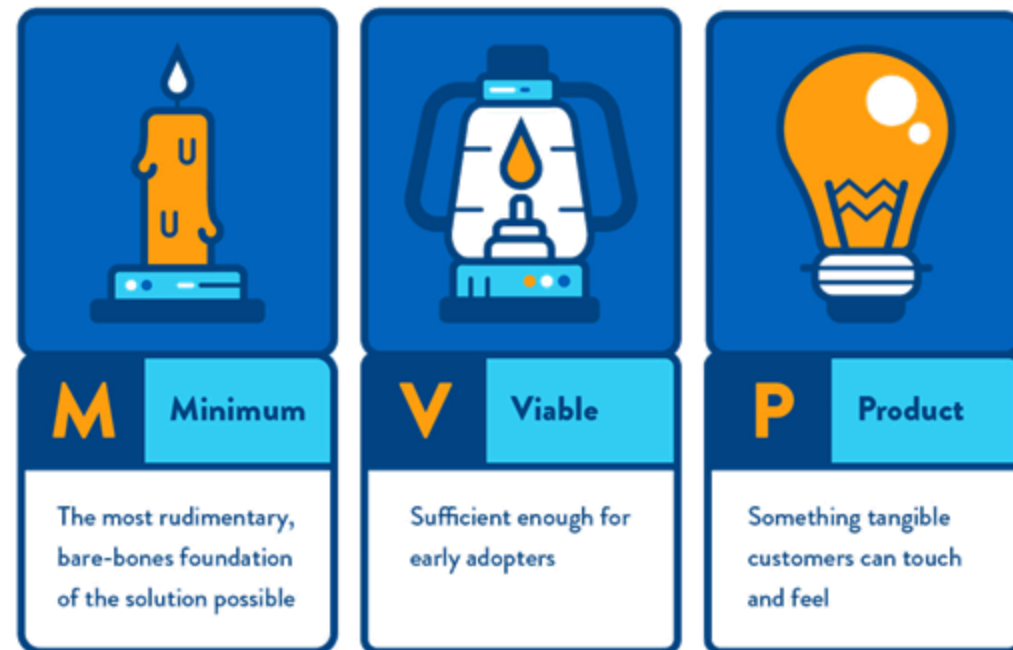 M Minimum
The most rudimentary,
bare-bones foundation
of the solution possible
V Viable
Sufficient enough for
early adopters
P Product
Something tangible
customers can touch
and feel